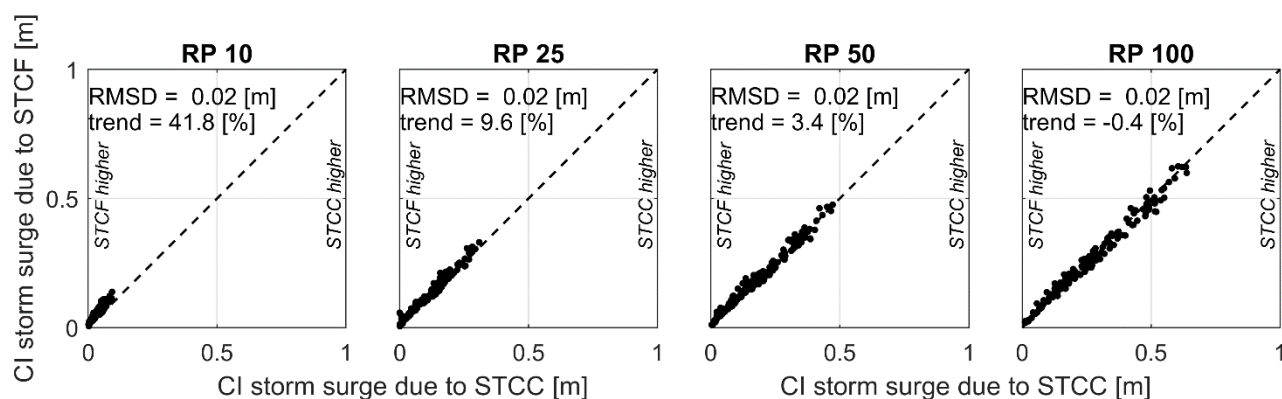 CI storm surge due to STCF [m]
RP 10
RMSD = 0.02 [m]
trend = 41.8 [%]
STCF higher
STCC higher
1
0.5
0
0
0.5
1
RP 25
RMSD = 0.02 [m]
trend = 9.6 [%]
STCF higher
STCC higher
0
0.5
1
RP 50
RMSD = 0.02 [m]
trend = 3.4 [%]
STCF higher
STCC higher
0
0.5
1
RP 100
RMSD = 0.02 [m]
trend = -0.4 [%]
STCF higher
STCC higher
0
0.5
1
CI storm surge due to STCC [m]
CI storm surge due to STCC [m]